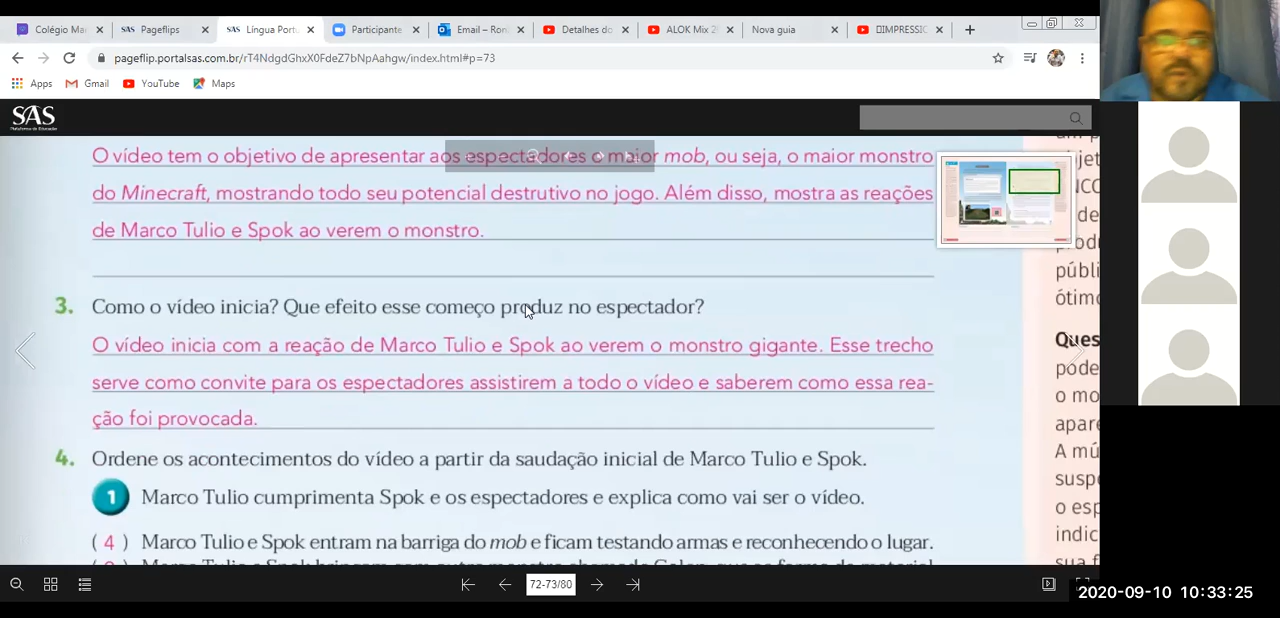 Colégio Ma
SAS Pageflips
SAS Língua Portu
Participante
Email – Ron
Detalhes do
ALOK Mix 2
Nova guia
pageflip.portalsas.com.br/rT4NdgdGhxX0FdeZ7bNpAahgw/index.html#p=73
Apps Gmail YouTube Maps
SAS
Plataforma de Educação
O vídeo tem o objetivo de apresentar aos espectadores o maior mob, ou seja, o maior monstro
do Minecraft, mostrando todo seu potencial destrutivo no jogo. Além disso, mostra as reações
de Marco Tulio e Spok ao verem o monstro.
3. Como o vídeo inicia? Que efeito esse começo produz no espectador?
O vídeo inicia com a reação de Marco Tulio e Spok ao verem o monstro gigante. Esse trecho
serve como convite para os espectadores assistirem a todo o vídeo e saberem como essa rea-
ção foi provocada.
4. Ordene os acontecimentos do vídeo a partir da saudação inicial de Marco Tulio e Spok.
1 Marco Tulio cumprimenta Spok e os espectadores e explica como vai ser o vídeo.
( 4 ) Marco Tulio e Spok entram na barriga do mob e ficam testando armas e reconhecendo o lugar.
de
públi
ótimo
Ques
pode
o mo
apare
A mú
susp
o esp
indic
sua f
72-73/80
2020-09-10 10:33:25